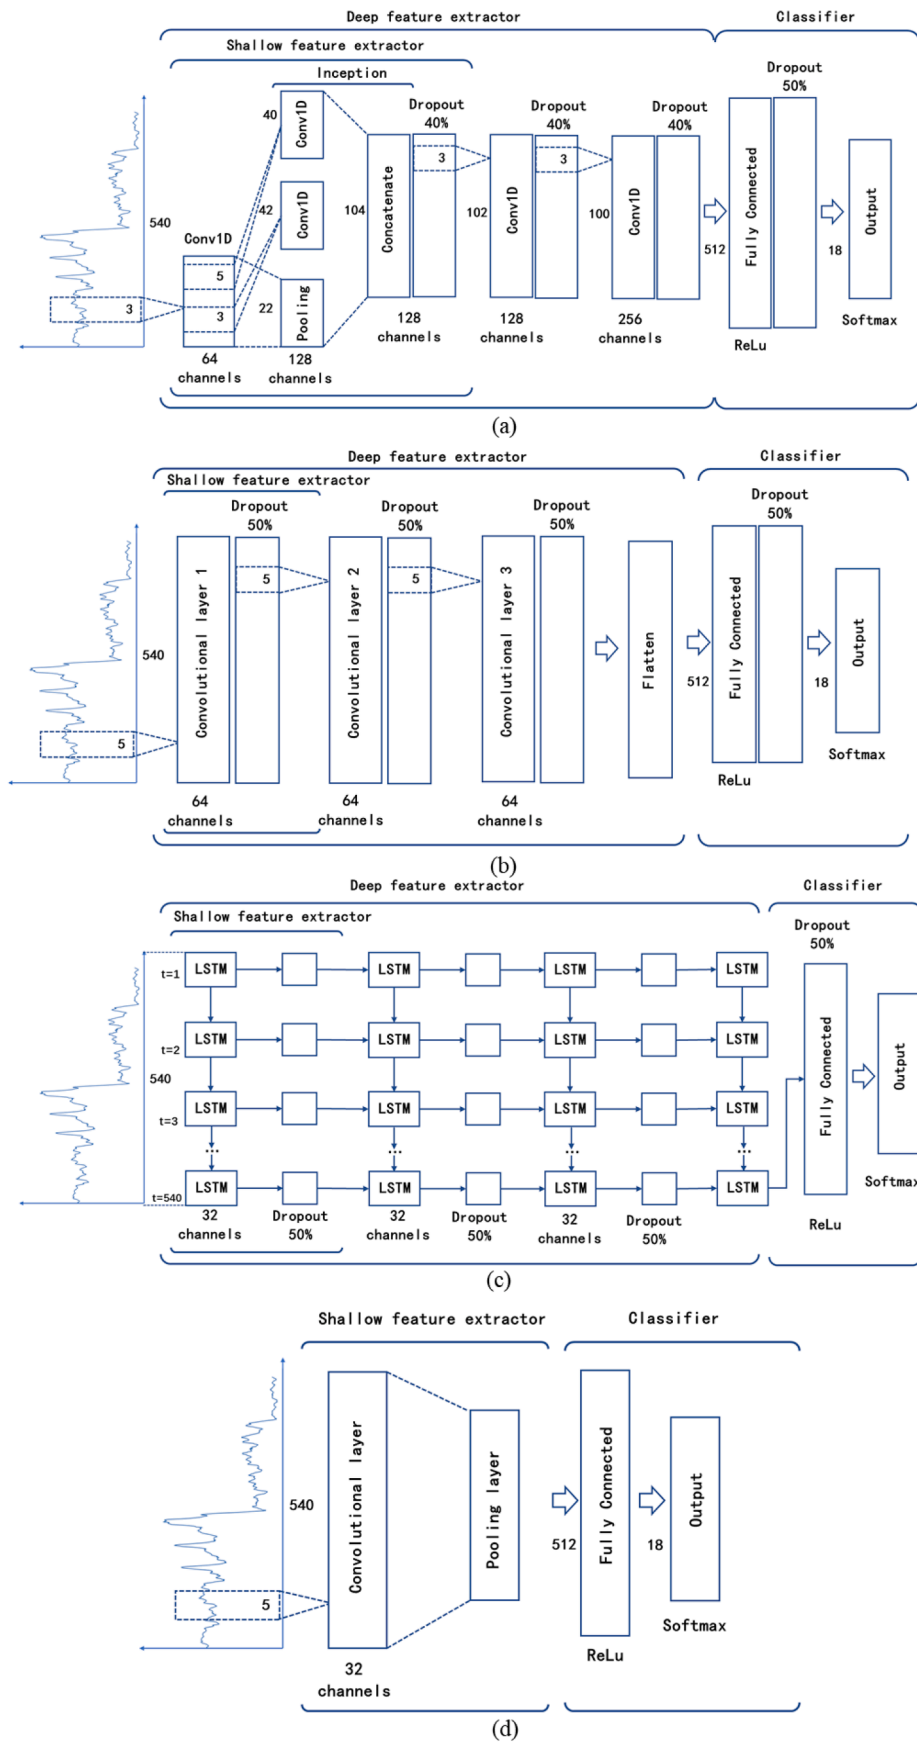 Deep feature extractor
Classifier
Shallow feature extractor
Inception
Dropout
50%
Dropout
40%
Dropout
40%
Dropout
40%
40
Conv1D
3
3
42
Conv1D
540
Conv1D
5
3
3
22
Pooling
104
Concatenate
102
Conv1D
100
Conv1D
512
Fully Connected
18
Output
64
channels
128
channels
128
channels
128
channels
256
channels
ReLu
Softmax
(a)
Deep feature extractor
Classifier
Shallow feature extractor
Dropout
50%
Dropout
50%
Dropout
50%
Dropout
50%
540
5
Convolutional layer 1
5
Convolutional layer 2
5
Convolutional layer 3
Flatten
512
Fully Connected
18
Output
64
channels
64
channels
64
channels
ReLu
Softmax
(b)
Deep feature extractor
Classifier
Shallow feature extractor
Dropout
50%
t=1
LSTM
LSTM
LSTM
LSTM
t=2
LSTM
LSTM
LSTM
LSTM
540
t=3
LSTM
LSTM
LSTM
LSTM
...
...
...
...
t=540
LSTM
LSTM
LSTM
LSTM
Fully Connected
Output
32
channels
Dropout
50%
32
channels
Dropout
50%
32
channels
Dropout
50%
ReLu
Softmax
(c)
Shallow feature extractor
Classifier
540
5
Convolutional layer
Pooling layer
512
Fully Connected
18
Output
32
channels
ReLu
Softmax
(d)